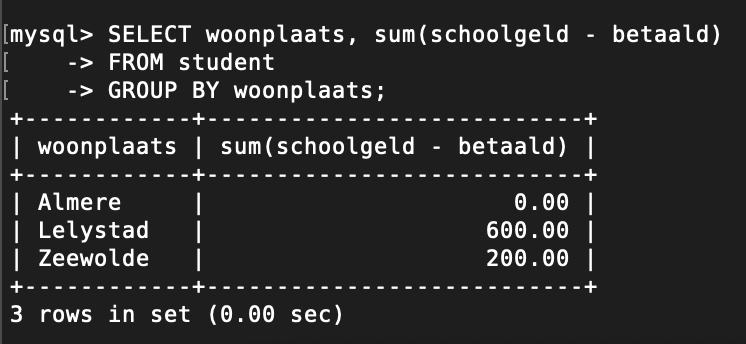 [mysql> SELECT woonplaats, sum(schoolgeld - betaald)
[    -> FROM student
[    -> GROUP BY woonplaats;
+------------+---------------------------+
| woonplaats | sum(schoolgeld - betaald) |
+------------+---------------------------+
| Almere     |                      0.00 |
| Lelystad   |                    600.00 |
| Zeewolde   |                    200.00 |
+------------+---------------------------+
3 rows in set (0.00 sec)